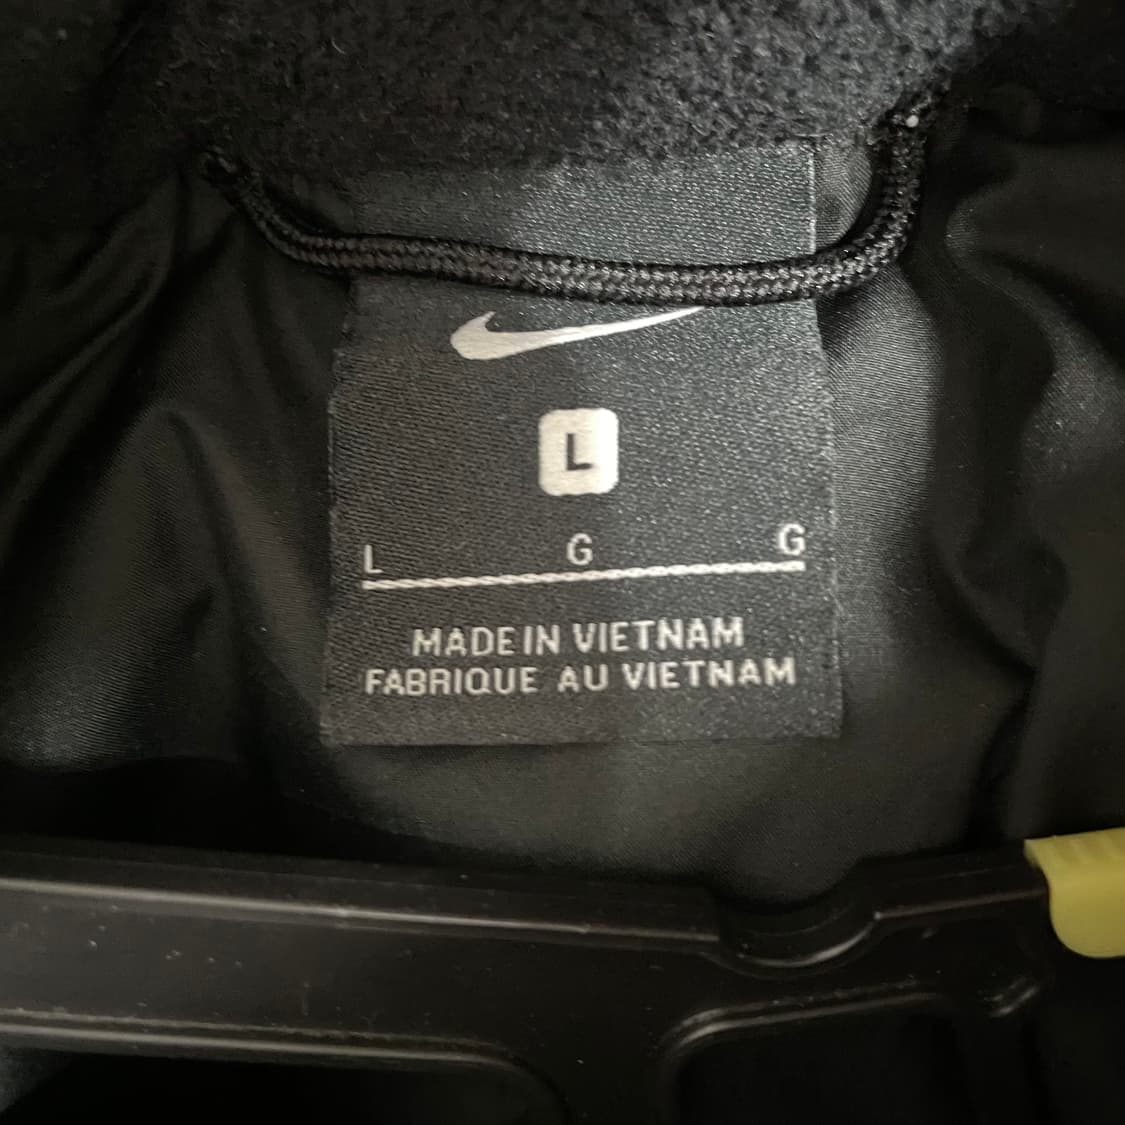 L
L G G
MADE IN VIETNAM
FABRIQUE AU VIETNAM